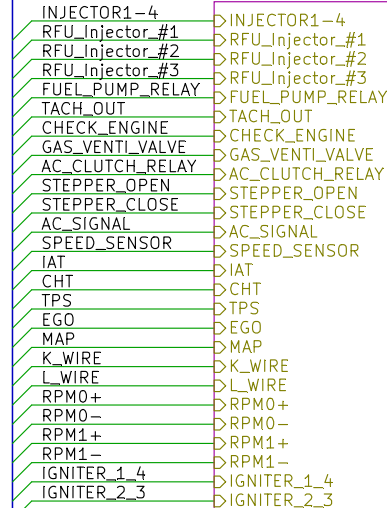 INJECTOR1-4
INJECTOR1-4
RFU_Injector_#1
RFU_Injector_#1
RFU_Injector_#2
RFU_Injector_#2
RFU_Injector_#3
RFU_Injector_#3
FUEL_PUMP_RELAY
FUEL_PUMP_RELAY
TACH_OUT
TACH_OUT
CHECK_ENGINE
CHECK_ENGINE
GAS_VENTI_VALVE
GAS_VENTI_VALVE
AC_CLUTCH_RELAY
AC_CLUTCH_RELAY
STEPPER_OPEN
STEPPER_OPEN
STEPPER_CLOSE
STEPPER_CLOSE
AC_SIGNAL
AC_SIGNAL
SPEED_SENSOR
SPEED_SENSOR
IAT
IAT
CHT
CHT
TPS
TPS
EGO
EGO
MAP
MAP
K_WIRE
K_WIRE
L_WIRE
L_WIRE
RPM0+
RPM0+
RPM0-
RPM0-
RPM1+
RPM1+
RPM1-
RPM1-
IGNITER_1_4
IGNITER_1_4
IGNITER_2_3
IGNITER_2_3